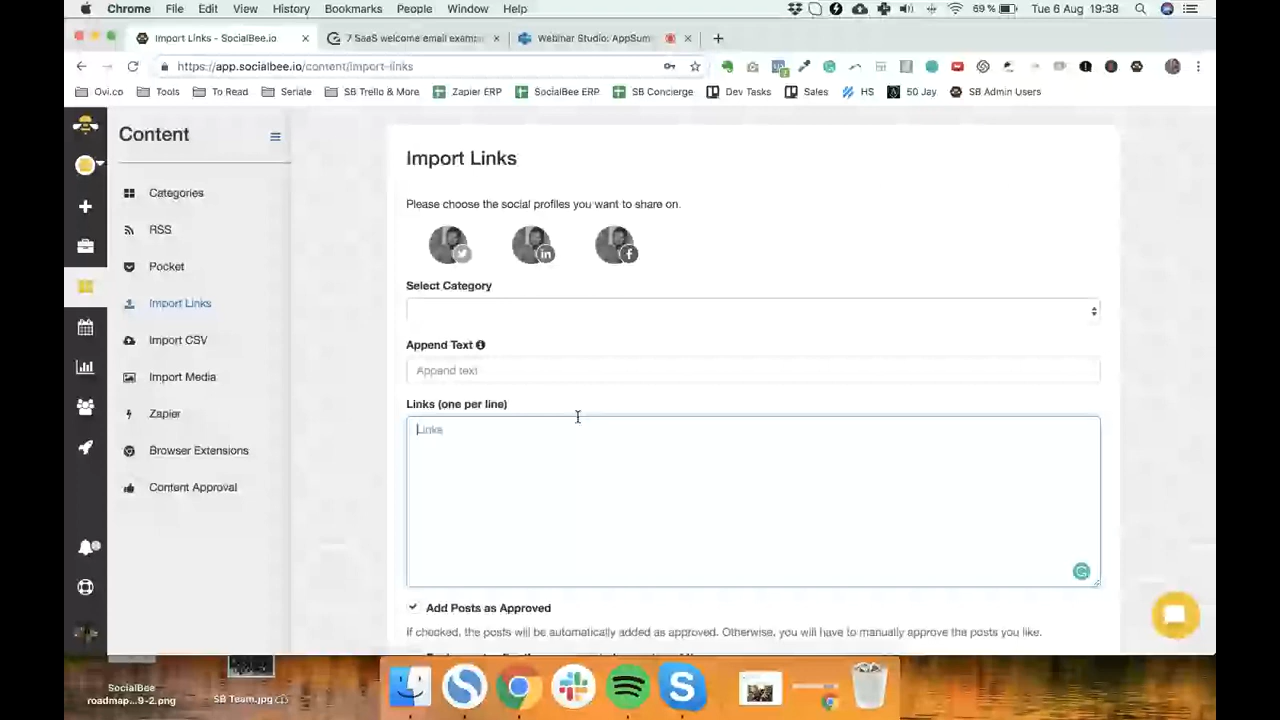 Chrome File Edit View History Bookmarks People Window Help 69 % Tue 6 Aug 19:38
Import Links - SocialBee.io 7 SaaS welcome email exam Webinar Studio: AppSum
https://app.socialbee.io/content/import-links
Ovi.co Tools To Read Seriale SB Trello & More Zapier ERP SocialBee ERP SB Concierge Dev Tasks Sales HS 50 Jay SB Admin Users
Content
Categories
RSS
Pocket
Import Links
Import CSV
Import Media
Zapier
Browser Extensions
Content Approval
Import Links
Please choose the social profiles you want to share on.
Select Category
Append Text
Append text
Links (one per line)
Links
Add Posts as Approved
If checked, the posts will be automatically added as approved. Otherwise, you will have to manually approve the posts you like.
SocialBee
roadmap...9-2.png
SB Team.jpg